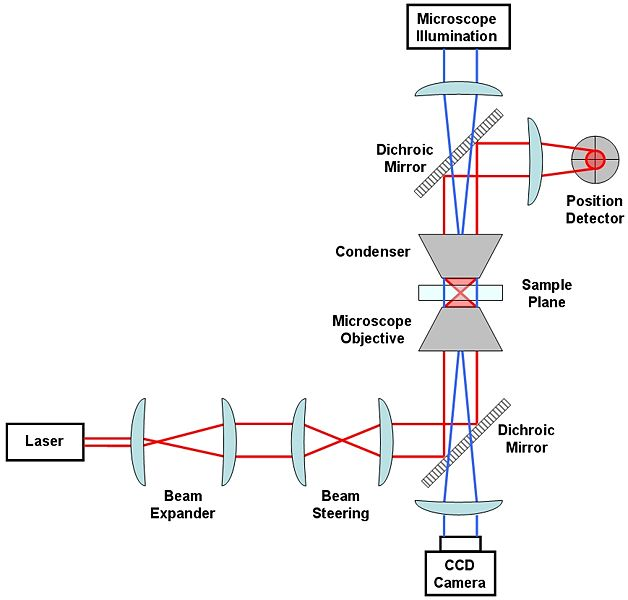 Microscope
Illumination
Dichroic
Mirror
Position
Detector
Condenser
Sample
Plane
Microscope
Objective
Laser
Dichroic
Mirror
Beam
Expander
Beam
Steering
CCD
Camera